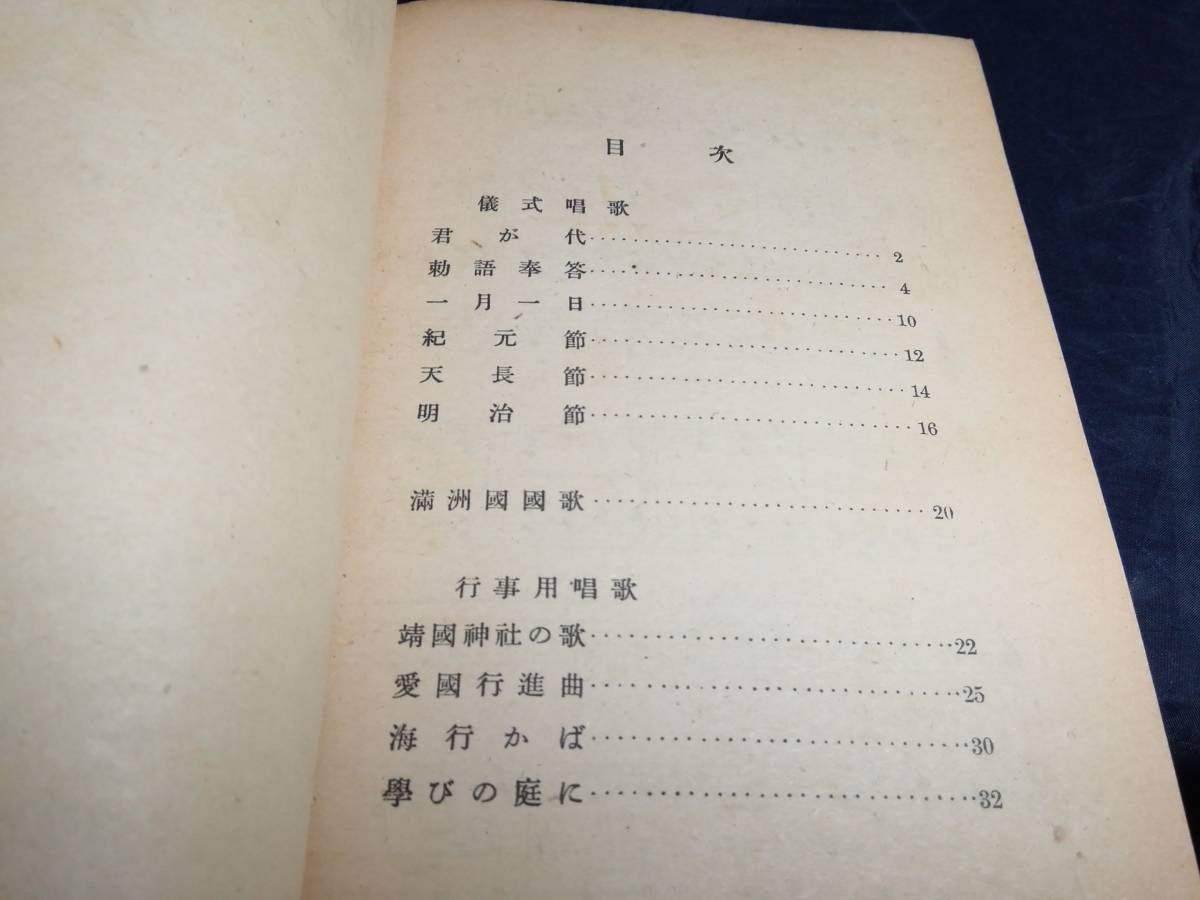 目次
儀式唱歌
君が代‥‥‥‥‥‥‥‥‥‥2
勅語奉答‥‥‥‥‥‥‥‥‥‥4
一月一日‥‥‥‥‥‥‥‥‥‥10
紀元節‥‥‥‥‥‥‥‥‥‥12
天長節‥‥‥‥‥‥‥‥‥‥14
明治節‥‥‥‥‥‥‥‥‥‥16
滿洲國國歌‥‥‥‥‥‥‥‥‥‥20
行事用唱歌
靖國神社の歌‥‥‥‥‥‥‥‥‥‥22
愛國行進曲‥‥‥‥‥‥‥‥‥‥25
海行かば‥‥‥‥‥‥‥‥‥‥30
學びの庭に‥‥‥‥‥‥‥‥‥‥32